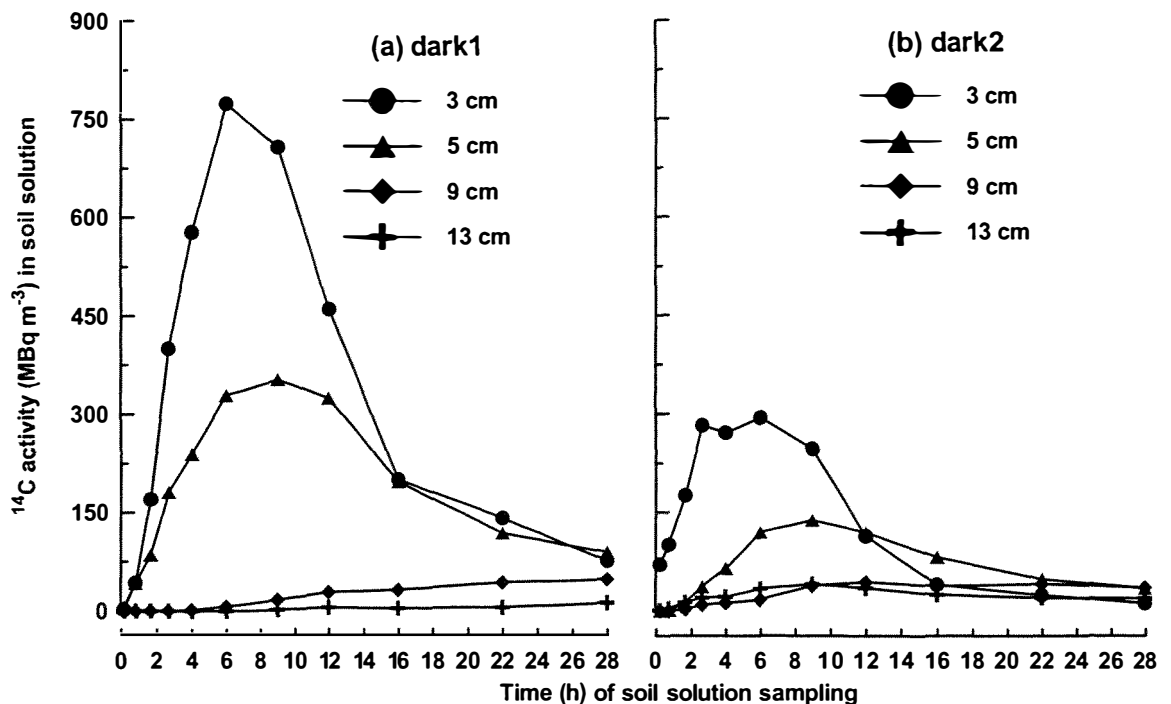 (a) dark1
3 cm
5 cm
9 cm
13 cm
(b) dark2
3 cm
5 cm
9 cm
13 cm
900
750
600
450
300
150
0
¹⁴C activity (MBq m⁻³) in soil solution
0 2 4 6 8 10 12 14 16 18 20 22 24 26 28
0 2 4 6 8 10 12 14 16 18 20 22 24 26 28
Time (h) of soil solution sampling